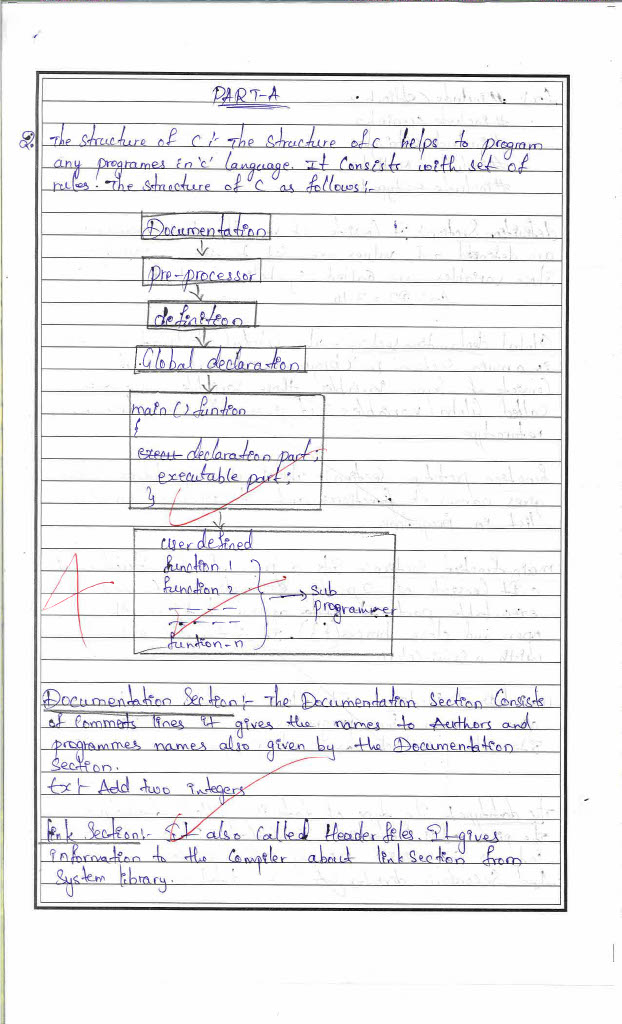 PART-A
2. The structure of C :- The structure of c helps to program
any programes in 'c' language. It Consists with set of
rules. The structure of C as follows :-
Documentation
pre-processor
definition
Global declaration
main () funtion
{
declaration part;
executable part;
}
user defined
function 1
function 2
sub
programmer
funtion-n
4
Documentation Section :- The Documentation Section Consists
of Comments lines it gives the names to Authors and
programmes names also given by the Documentation
Section.
Ex :- Add two integers
link Section :- It also Called Header files. It gives
information to the Compiler about link Section from
System library.